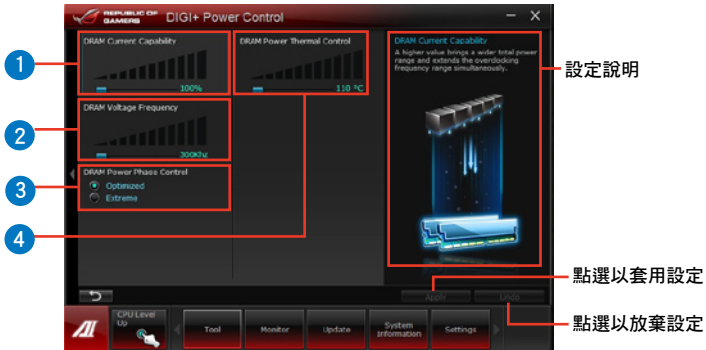 REPUBLIC OF
GAMERS
DIGI+ Power Control
DRAM Current Capability
100%
DRAM Power Thermal Control
110 °C
DRAM Current Capability
A higher value brings a wider total power
range and extends the overclocking
frequency range simultaneously.
設定說明
1
DRAM Voltage Frequency
300Khz
2
DRAM Power Phase Control
Optimized
Extreme
3
4
Apply
Undo
點選以套用設定
點選以放棄設定
AI
CPU Level
Up
Tool
Monitor
Update
System
Information
Settings